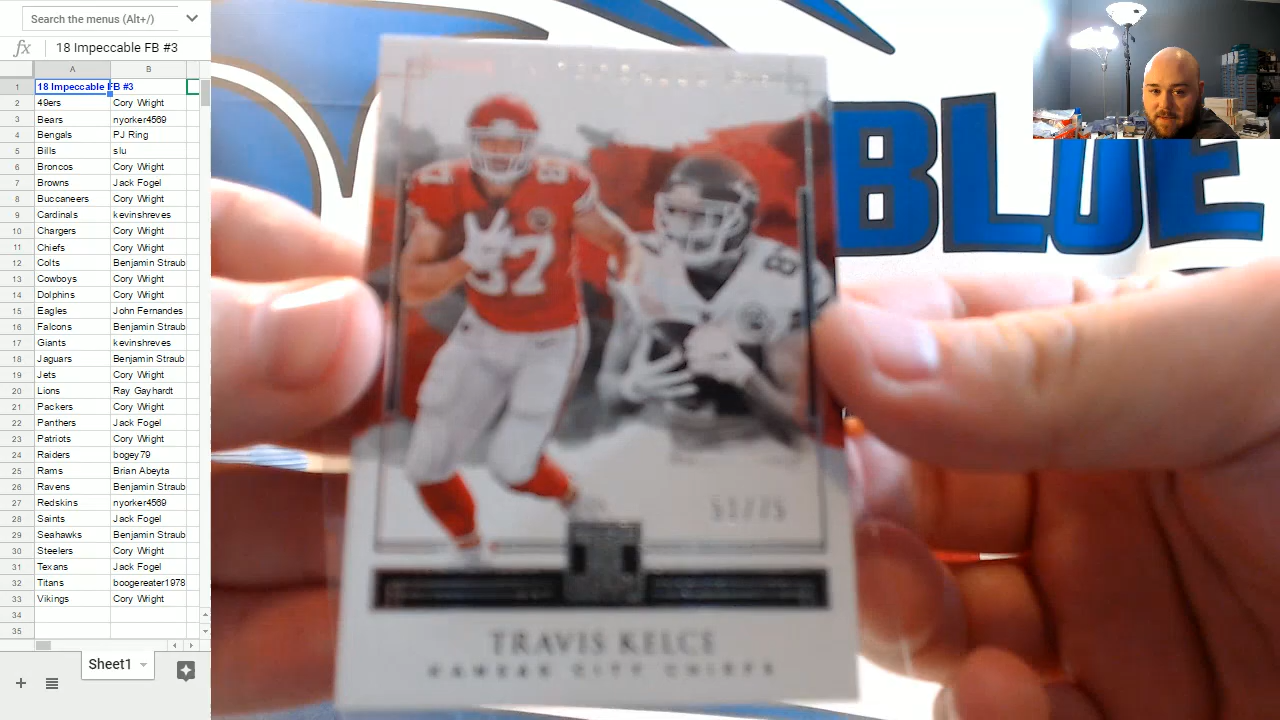 Search the menus (Alt+/)
fx 18 Impeccable FB #3
A B
1 18 Impeccable FB #3
2 49ers Cory Wright
3 Bears nyorker4569
4 Bengals PJ Ring
5 Bills slu
6 Broncos Cory Wright
7 Browns Jack Fogel
8 Buccaneers Cory Wright
9 Cardinals kevinshreves
10 Chargers Cory Wright
11 Chiefs Cory Wright
12 Colts Benjamin Straub
13 Cowboys Cory Wright
14 Dolphins Cory Wright
15 Eagles John Fernandes
16 Falcons Benjamin Straub
17 Giants kevinshreves
18 Jaguars Benjamin Straub
19 Jets Cory Wright
20 Lions Ray Gayhardt
21 Packers Cory Wright
22 Panthers Jack Fogel
23 Patriots Cory Wright
24 Raiders bogey79
25 Rams Brian Abeyta
26 Ravens Benjamin Straub
27 Redskins nyorker4569
28 Saints Jack Fogel
29 Seahawks Benjamin Straub
30 Steelers Cory Wright
31 Texans Jack Fogel
32 Titans boogereater1978
33 Vikings Cory Wright
34
35
Sheet1
BLUE
87
87
8
51/75
TRAVIS KELCE
KANSAS CITY CHIEFS